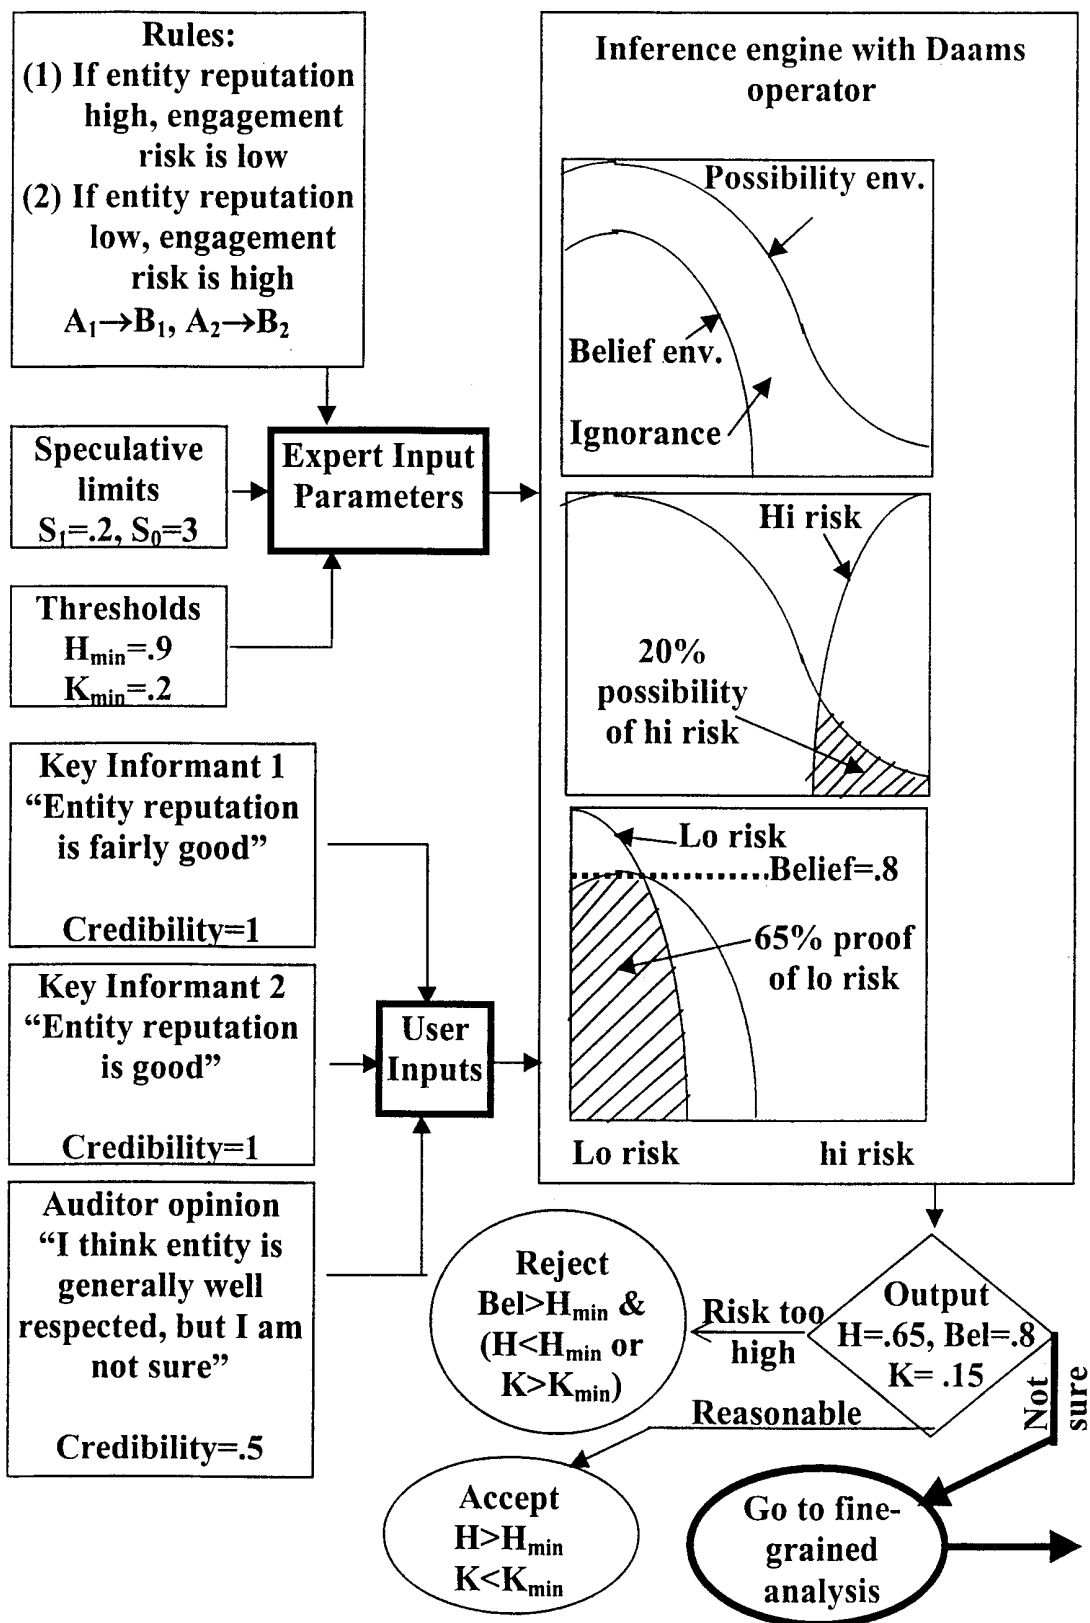 Rules:
(1) If entity reputation
high, engagement
risk is low
(2) If entity reputation
low, engagement
risk is high
A₁→B₁, A₂→B₂
Speculative
limits
S₁=.2, S₀=3
Thresholds
Hmin=.9
Kmin=.2
Expert Input
Parameters
Key Informant 1
“Entity reputation
is fairly good”
Credibility=1
Key Informant 2
“Entity reputation
is good”
Credibility=1
Auditor opinion
“I think entity is
generally well
respected, but I am
not sure”
Credibility=.5
User
Inputs
Inference engine with Daams
operator
Possibility env.
Belief env.
Ignorance
Hi risk
20%
possibility
of hi risk
Lo risk
Belief=.8
65% proof
of lo risk
Lo risk
hi risk
Output
H=.65, Bel=.8
K= .15
Risk too
high
Reject
Bel>Hmin &
(H<Hmin or
K>Kmin)
Reasonable
Accept
H>Hmin
K<Kmin
Not
sure
Go to fine-
grained
analysis